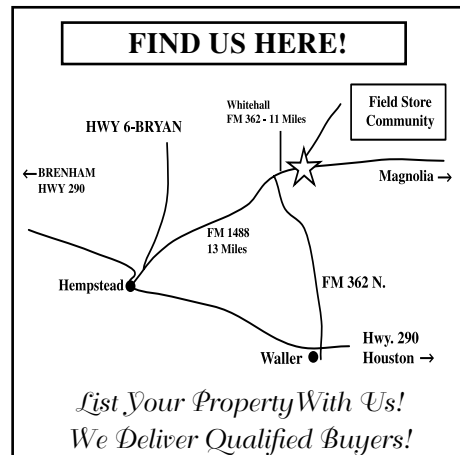 FIND US HERE!
Whitehall
FM 362 - 11 Miles
Field Store
Community
HWY 6-BRYAN
←BRENHAM
HWY 290
Magnolia →
FM 1488
13 Miles
Hempstead
FM 362 N.
Hwy. 290
Houston →
Waller
List Your Property With Us!
We Deliver Qualified Buyers!